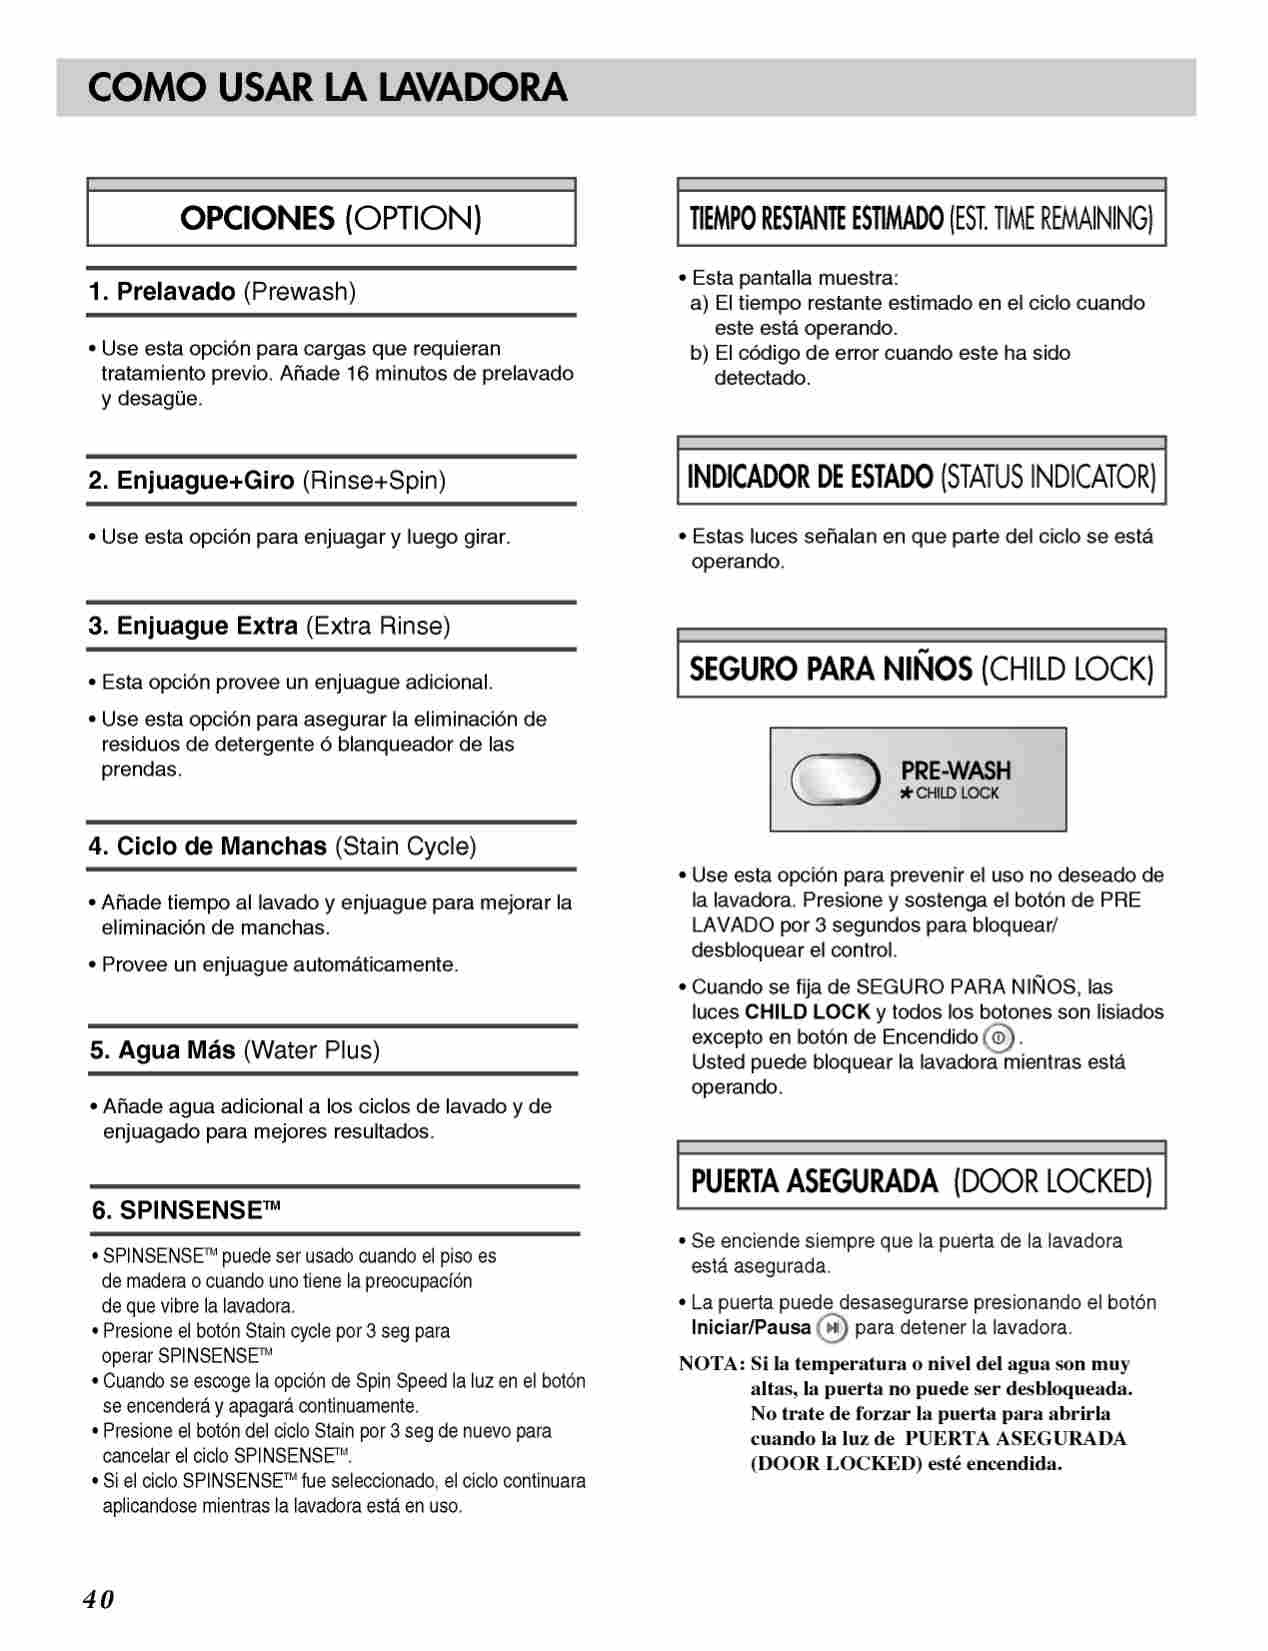 COMO USAR LA LAVADORA
OPCIONES (OPTION)
1. Prelavado (Prewash)
• Use esta opción para cargas que requieran
tratamiento previo. Añade 16 minutos de prelavado
y desagüe.
2. Enjuague+Giro (Rinse+Spin)
• Use esta opción para enjuagar y luego girar.
3. Enjuague Extra (Extra Rinse)
• Esta opción provee un enjuague adicional.
• Use esta opción para asegurar la eliminación de
residuos de detergente ó blanqueador de las
prendas.
4. Ciclo de Manchas (Stain Cycle)
• Añade tiempo al lavado y enjuague para mejorar la
eliminación de manchas.
• Provee un enjuague automáticamente.
5. Agua Más (Water Plus)
• Añade agua adicional a los ciclos de lavado y de
enjuagado para mejores resultados.
6. SPINSENSE™
• SPINSENSE™ puede ser usado cuando el piso es
de madera o cuando uno tiene la preocupacíón
de que vibre la lavadora.
• Presione el botón Stain cycle por 3 seg para
operar SPINSENSE™
• Cuando se escoge la opción de Spin Speed la luz en el botón
se encenderá y apagará continuamente.
• Presione el botón del ciclo Stain por 3 seg de nuevo para
cancelar el ciclo SPINSENSE™.
• Si el ciclo SPINSENSE™ fue seleccionado, el ciclo continuara
aplicandose mientras la lavadora está en uso.
TIEMPO RESTANTE ESTIMADO (EST. TIME REMAINING)
• Esta pantalla muestra:
a) El tiempo restante estimado en el ciclo cuando
este está operando.
b) El código de error cuando este ha sido
detectado.
INDICADOR DE ESTADO (STATUS INDICATOR)
• Estas luces señalan en que parte del ciclo se está
operando.
SEGURO PARA NIÑOS (CHILD LOCK)
PRE-WASH
* CHILD LOCK
• Use esta opción para prevenir el uso no deseado de
la lavadora. Presione y sostenga el botón de PRE
LAVADO por 3 segundos para bloquear/
desbloquear el control.
• Cuando se fija de SEGURO PARA NIÑOS, las
luces CHILD LOCK y todos los botones son lisiados
excepto en botón de Encendido .
Usted puede bloquear la lavadora mientras está
operando.
PUERTA ASEGURADA (DOOR LOCKED)
• Se enciende siempre que la puerta de la lavadora
está asegurada.
• La puerta puede desasegurarse presionando el botón
Iniciar/Pausa para detener la lavadora.
NOTA: Si la temperatura o nivel del agua son muy
altas, la puerta no puede ser desbloqueada.
No trate de forzar la puerta para abrirla
cuando la luz de PUERTA ASEGURADA
(DOOR LOCKED) esté encendida.
40